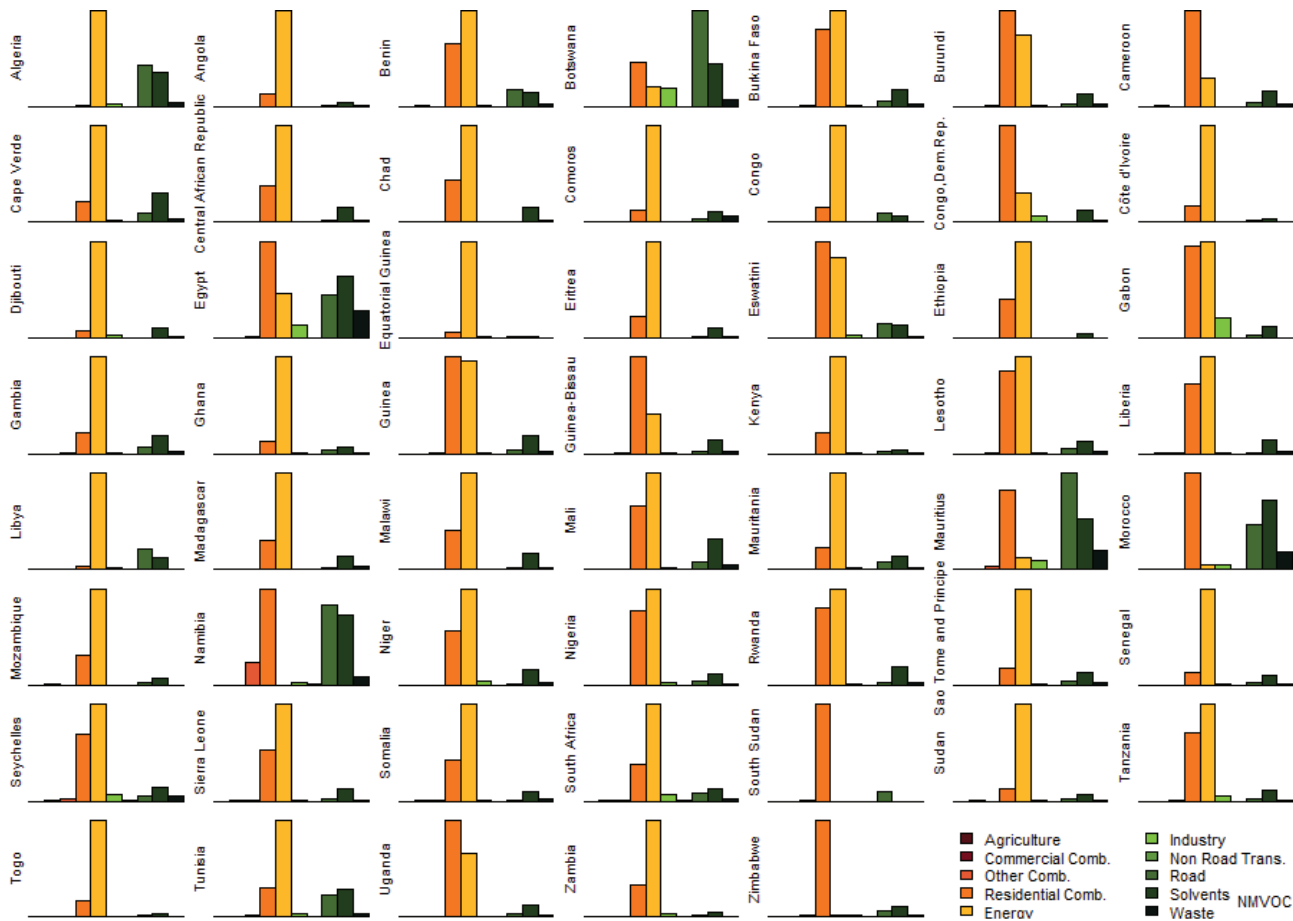 Algeria
Angola
Benin
Botswana
Burkina Faso
Burundi
Cameroon
Cape Verde
Central African Republic
Chad
Comoros
Congo
Congo,Dem.Rep.
Côte d'Ivoire
Djibouti
Egypt
Equatorial Guinea
Eritrea
Eswatini
Ethiopia
Gabon
Gambia
Ghana
Guinea
Guinea-Bissau
Kenya
Lesotho
Liberia
Libya
Madagascar
Malawi
Mali
Mauritania
Mauritius
Morocco
Mozambique
Namibia
Niger
Nigeria
Rwanda
Sao Tome and Principe
Senegal
Seychelles
Sierra Leone
Somalia
South Africa
South Sudan
Sudan
Tanzania
Togo
Tunisia
Uganda
Zambia
Zimbabwe
Agriculture
Commercial Comb.
Other Comb.
Residential Comb.
Energy
Industry
Non Road Trans.
Road
Solvents
Waste
NMVOC